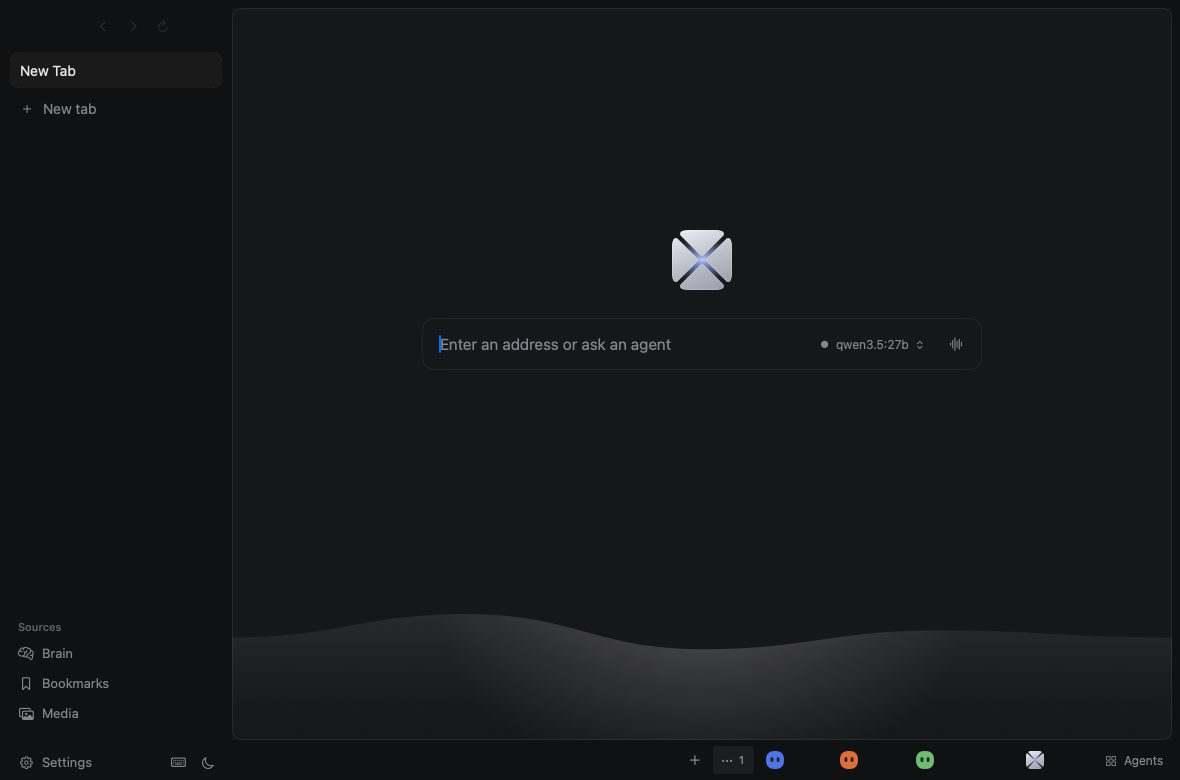 New Tab
New tab
Enter an address or ask an agent
qwen3.5:27b
Sources
Brain
Bookmarks
Media
Settings
1
Agents